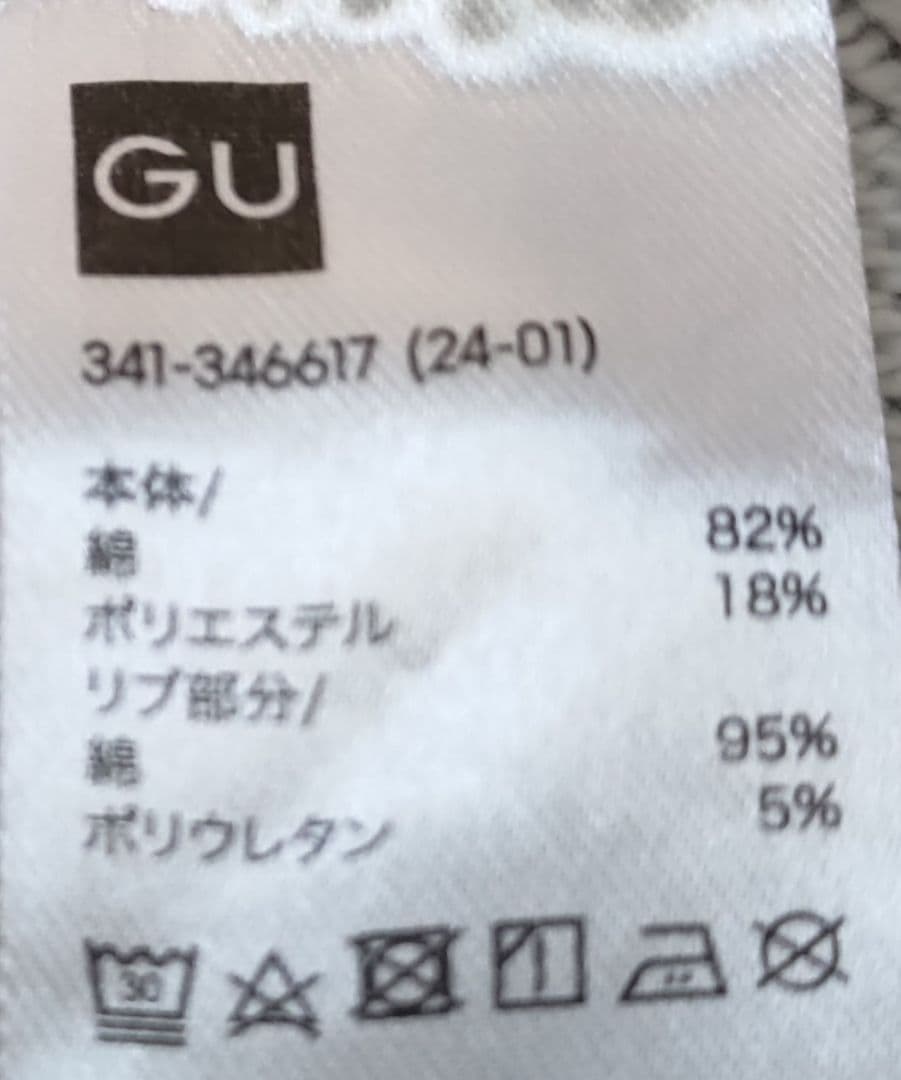 GU
341-346617 (24-01)
本体/
綿 82%
ポリエステル 18%
リブ部分/
綿 95%
ポリウレタン 5%
30